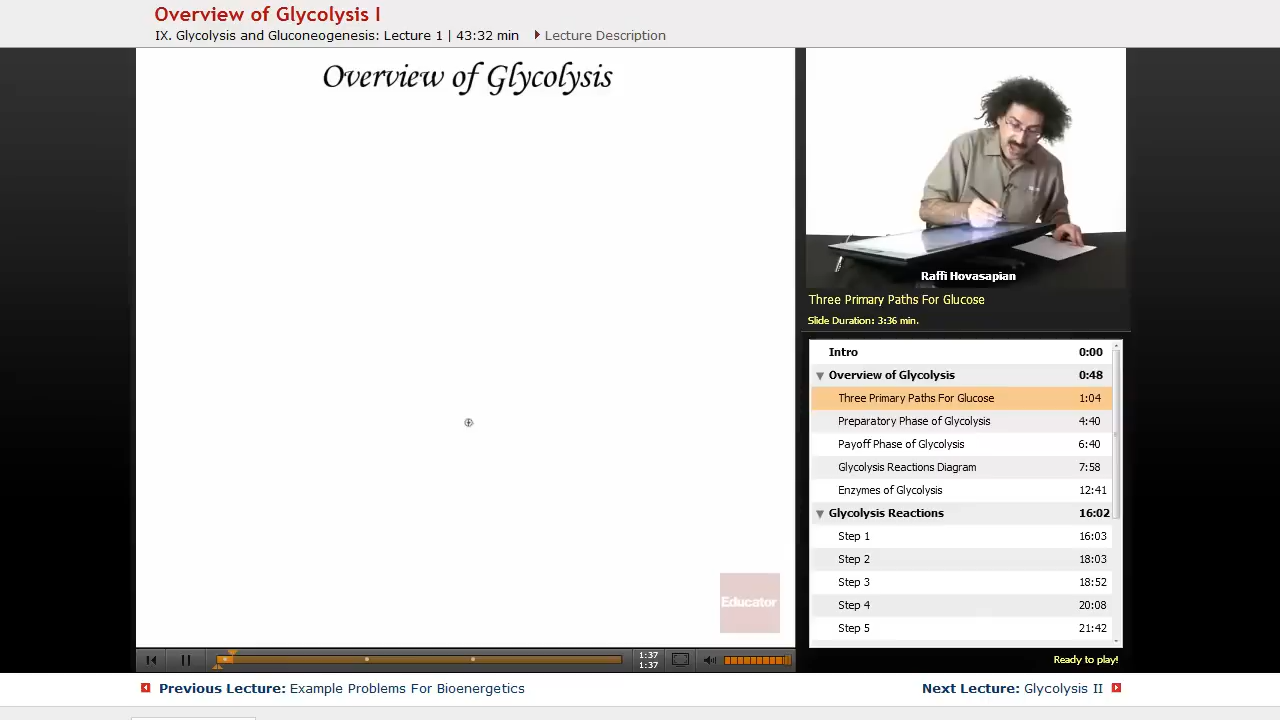 Overview of Glycolysis I
IX. Glycolysis and Gluconeogenesis: Lecture 1 | 43:32 min
Lecture Description
Overview of Glycolysis
Educator
Raffi Hovasapian
Three Primary Paths For Glucose
Slide Duration: 3:36 min.
Intro 0:00
Overview of Glycolysis 0:48
Three Primary Paths For Glucose 1:04
Preparatory Phase of Glycolysis 4:40
Payoff Phase of Glycolysis 6:40
Glycolysis Reactions Diagram 7:58
Enzymes of Glycolysis 12:41
Glycolysis Reactions 16:02
Step 1 16:03
Step 2 18:03
Step 3 18:52
Step 4 20:08
Step 5 21:42
1:37
1:37
Ready to play!
Previous Lecture: Example Problems For Bioenergetics
Next Lecture: Glycolysis II